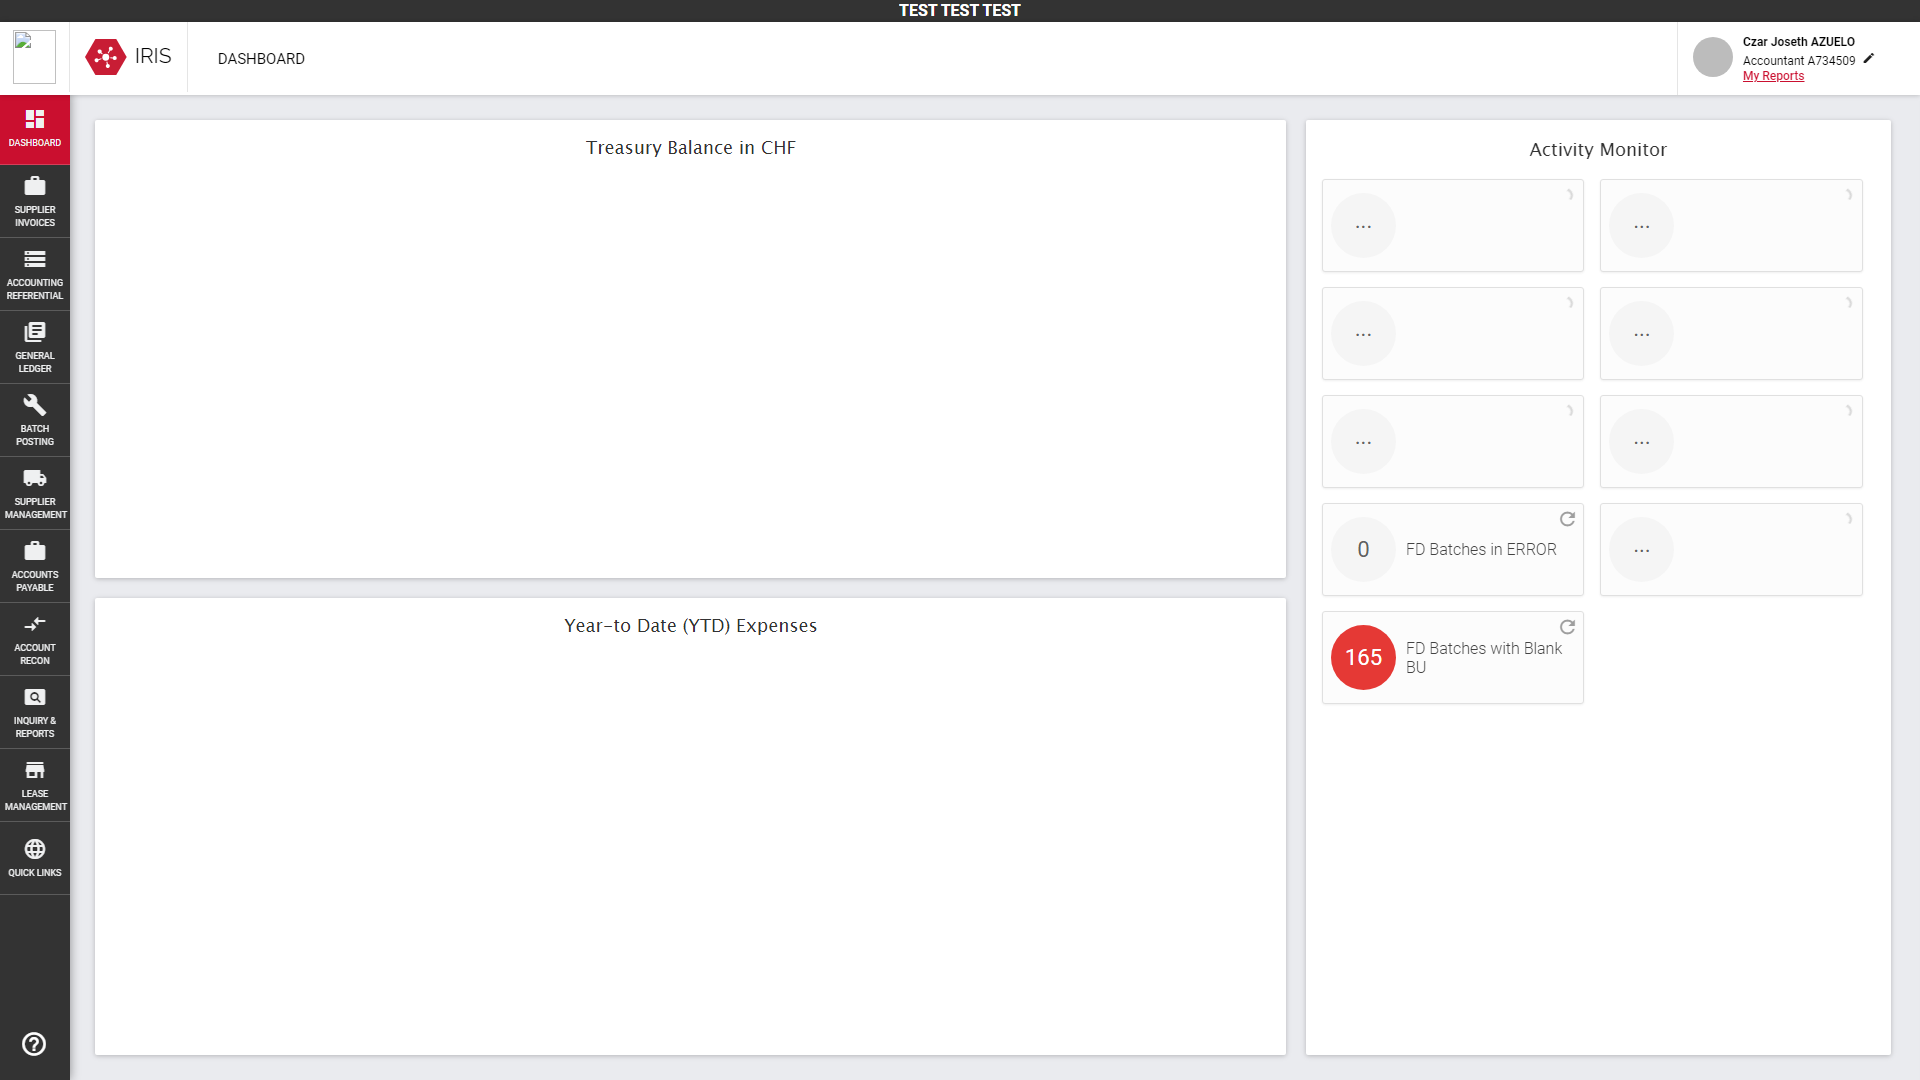 TEST TEST TEST
IRIS
DASHBOARD
Czar Joseth AZUELO
Accountant A734509
My Reports
DASHBOARD
SUPPLIER
INVOICES
ACCOUNTING
REFERENTIAL
GENERAL
LEDGER
BATCH
POSTING
SUPPLIER
MANAGEMENT
ACCOUNTS
PAYABLE
ACCOUNT
RECON
INQUIRY &
REPORTS
LEASE
MANAGEMENT
QUICK LINKS
Treasury Balance in CHF
Year-to Date (YTD) Expenses
Activity Monitor
...
...
...
...
...
...
0
FD Batches in ERROR
...
165
FD Batches with Blank
BU